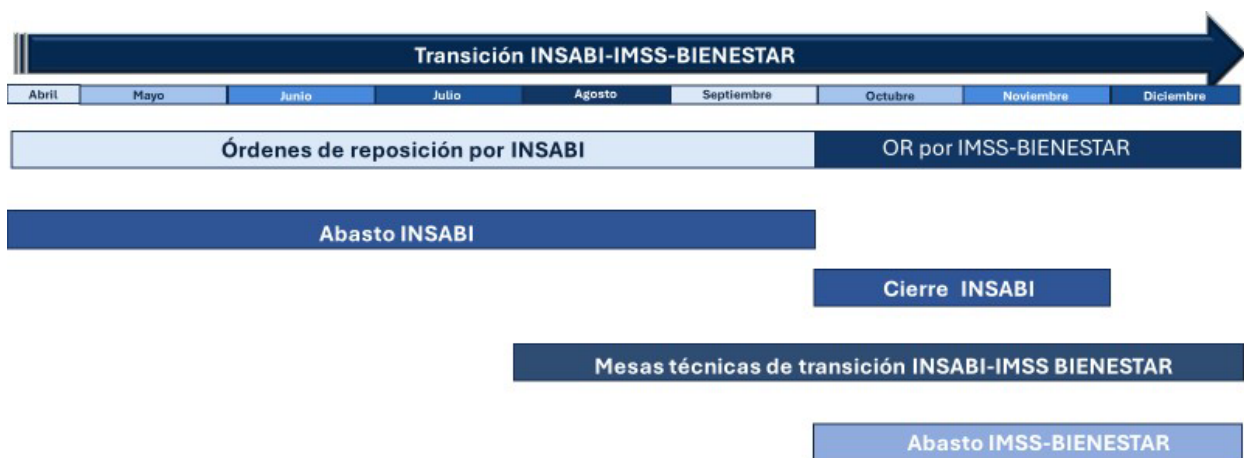 Transición INSABI-IMSS-BIENESTAR
Abril Mayo Junio Julio Agosto Septiembre Octubre Noviembre Diciembre
Órdenes de reposición por INSABI OR por IMSS-BIENESTAR
Abasto INSABI
Cierre INSABI
Mesas técnicas de transición INSABI-IMSS BIENESTAR
Abasto IMSS-BIENESTAR